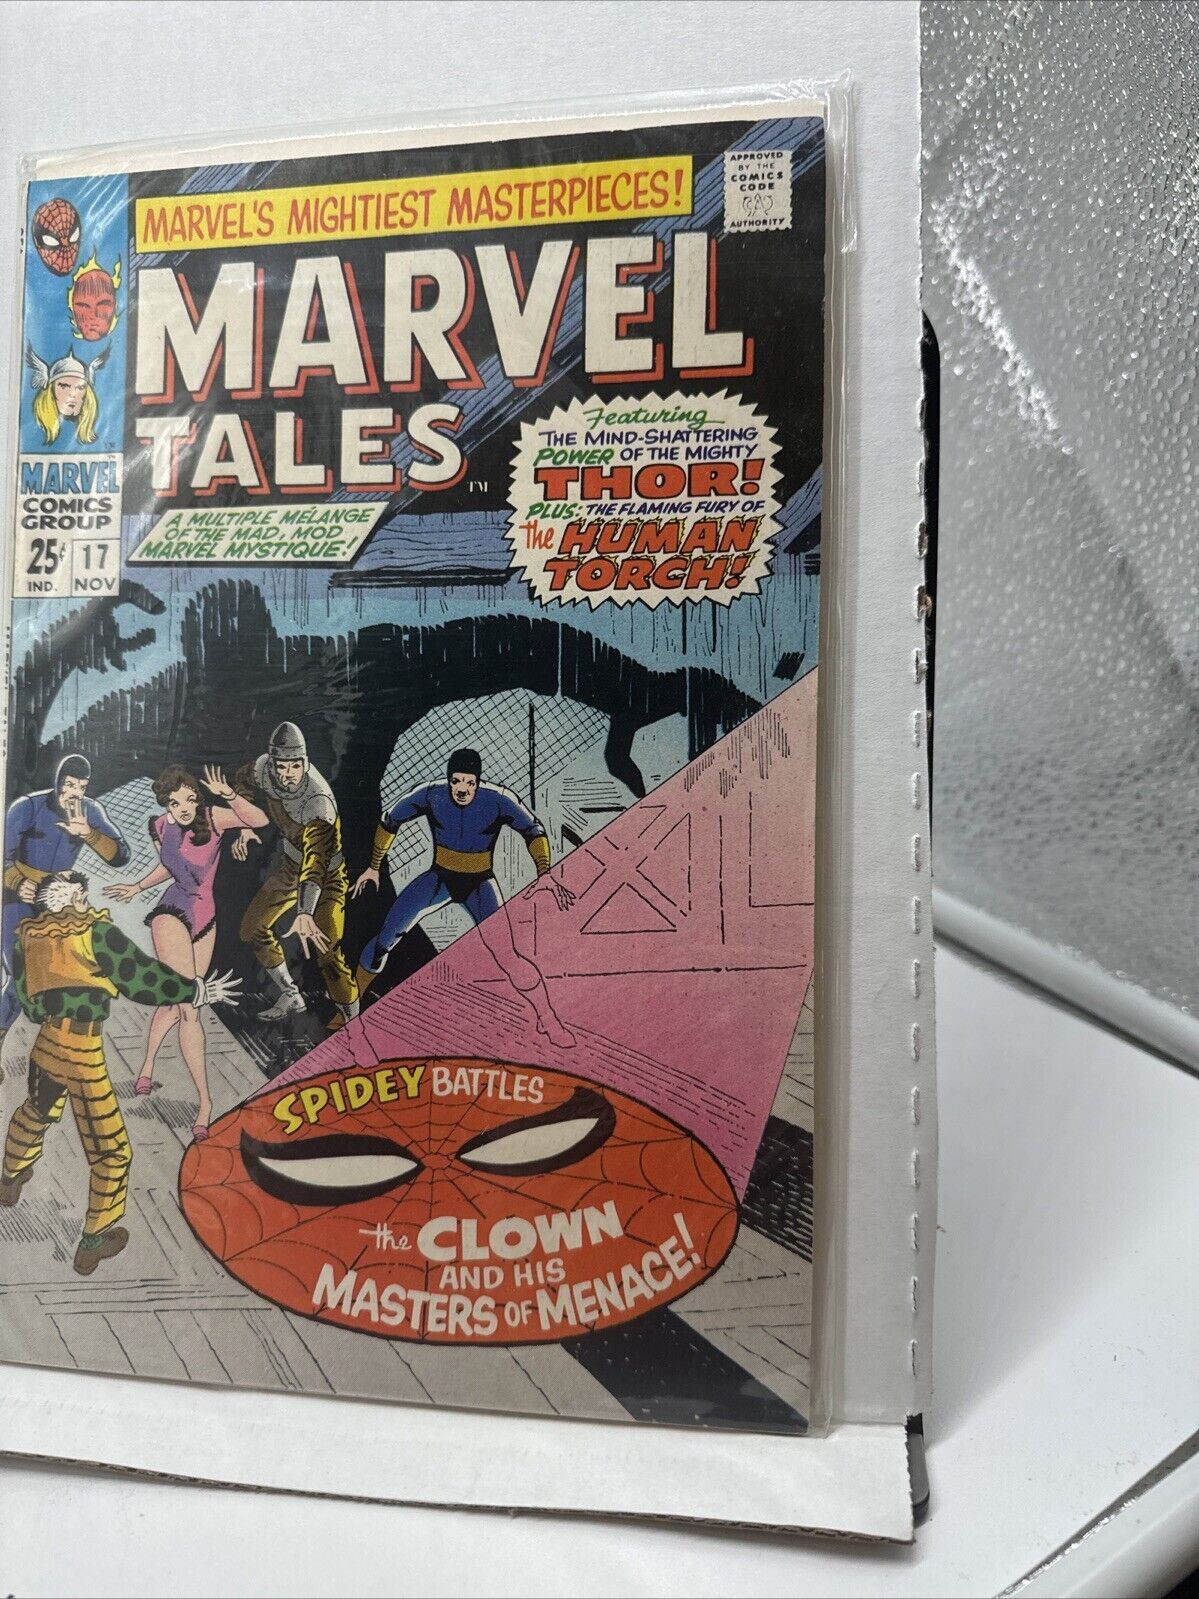 MARVEL'S MIGHTIEST MASTERPIECES!
APPROVED
BY THE
COMICS
CODE
AUTHORITY
MARVEL
TALES
TM
MARVEL
COMICS
GROUP
25¢
IND.
17
NOV
A MULTIPLE MÉLANGE
OF THE MAD, MOD
MARVEL MYSTIQUE!
Featuring
THE MIND-SHATTERING
POWER OF THE MIGHTY
THOR!
PLUS: THE FLAMING FURY OF
the HUMAN
TORCH!
SPIDEY BATTLES
the CLOWN
AND HIS
MASTERS OF MENACE!